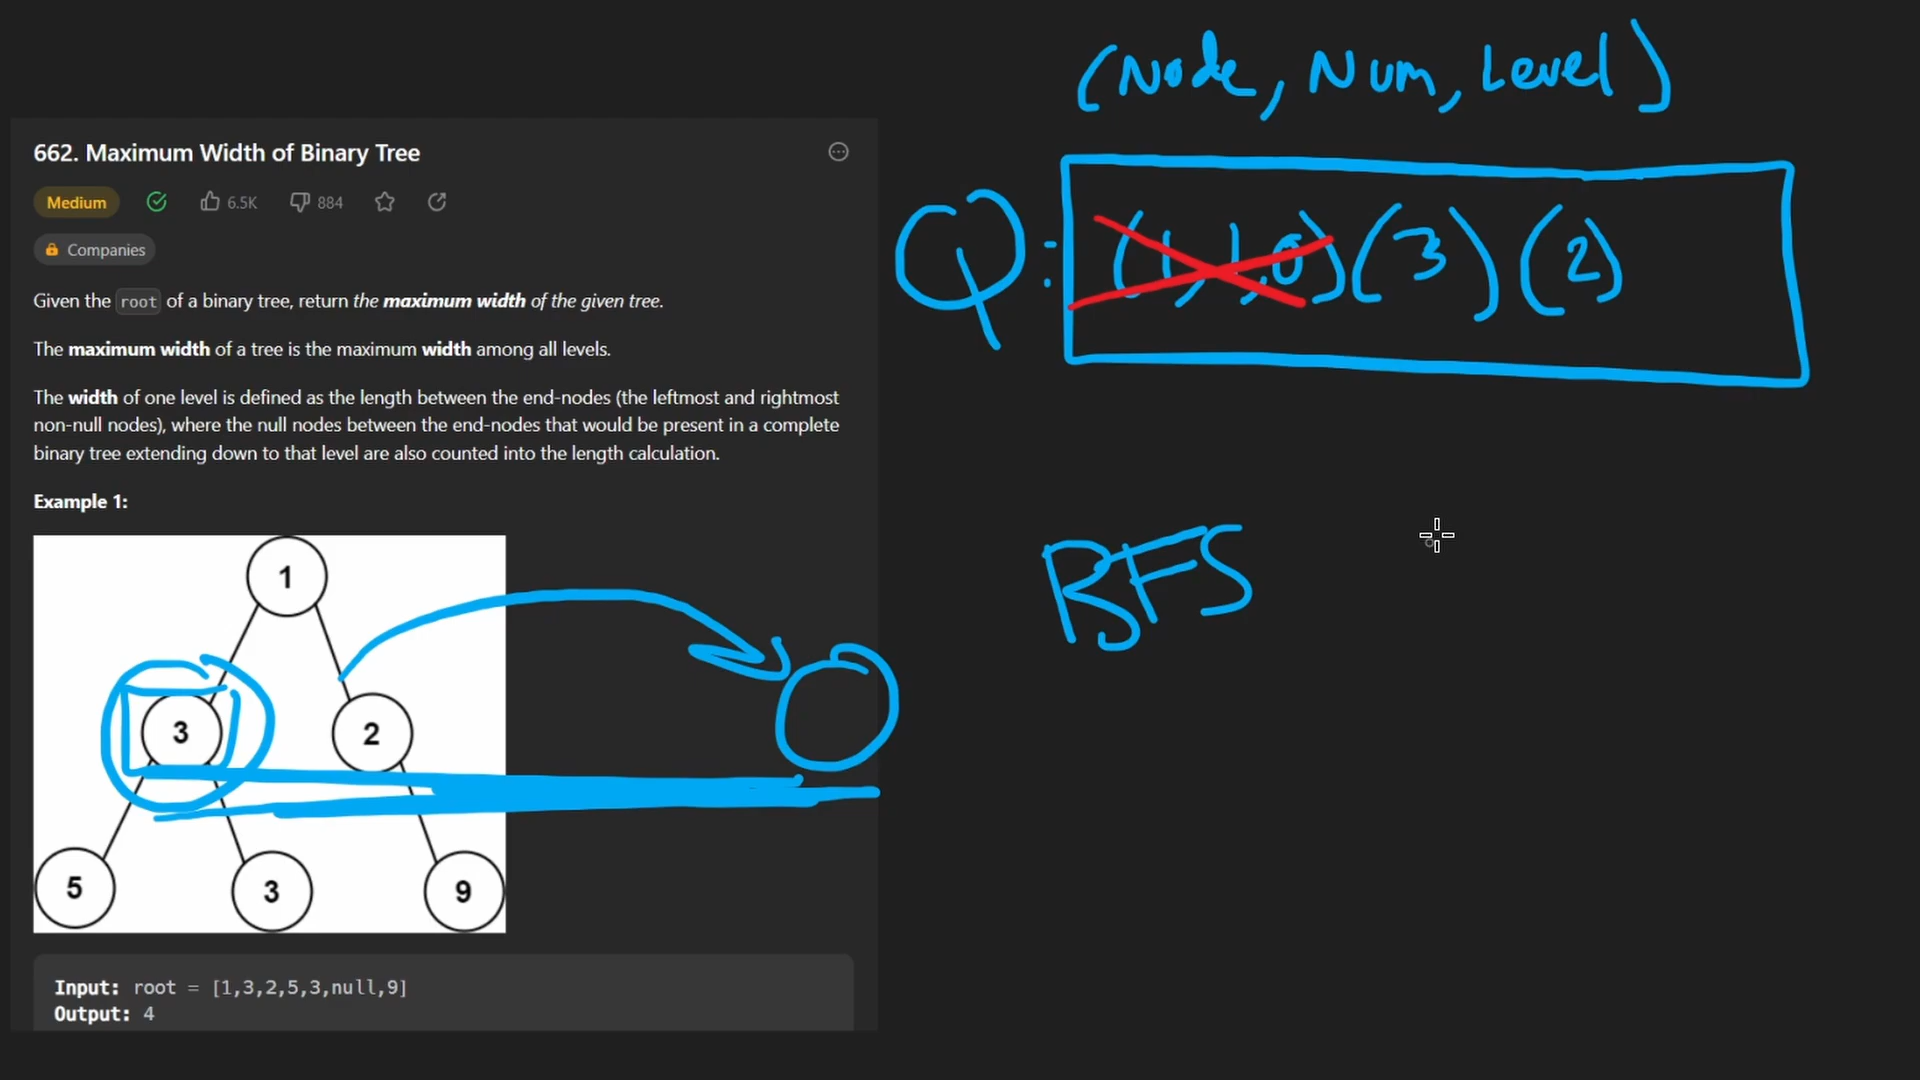 662. Maximum Width of Binary Tree
Medium 6.5K 884
Companies
Given the root of a binary tree, return the maximum width of the given tree.
The maximum width of a tree is the maximum width among all levels.
The width of one level is defined as the length between the end-nodes (the leftmost and rightmost
non-null nodes), where the null nodes between the end-nodes that would be present in a complete
binary tree extending down to that level are also counted into the length calculation.
Example 1:
1
3 2
5 3 9
Input: root = [1,3,2,5,3,null,9]
Output: 4
(Node, Num, Level)
Q: (1, 1, 0) (3) (2)
BFS